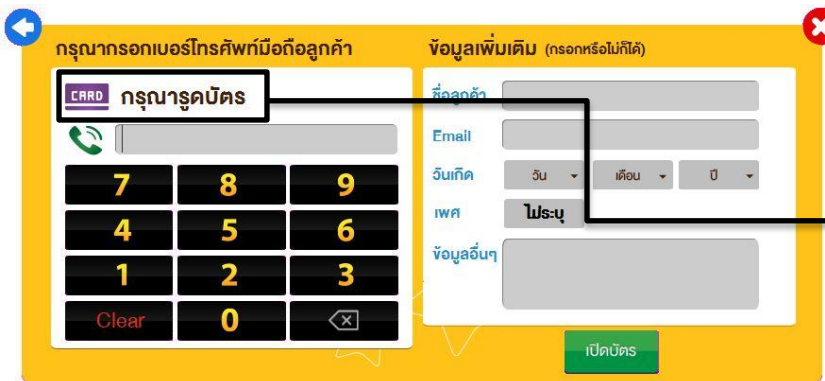 กรุณากรอกเบอร์โทรศัพท์มือถือลูกค้า
CARD กรุณารูดบัตร
7 8 9
4 5 6
1 2 3
Clear 0
ข้อมูลเพิ่มเติม (กรอกหรือไม่ก็ได้)
ชื่อลูกค้า
Email
วันเกิด วัน เดือน ปี
เพศ ไม่ระบุ
ข้อมูลอื่นๆ
เปิดบัตร